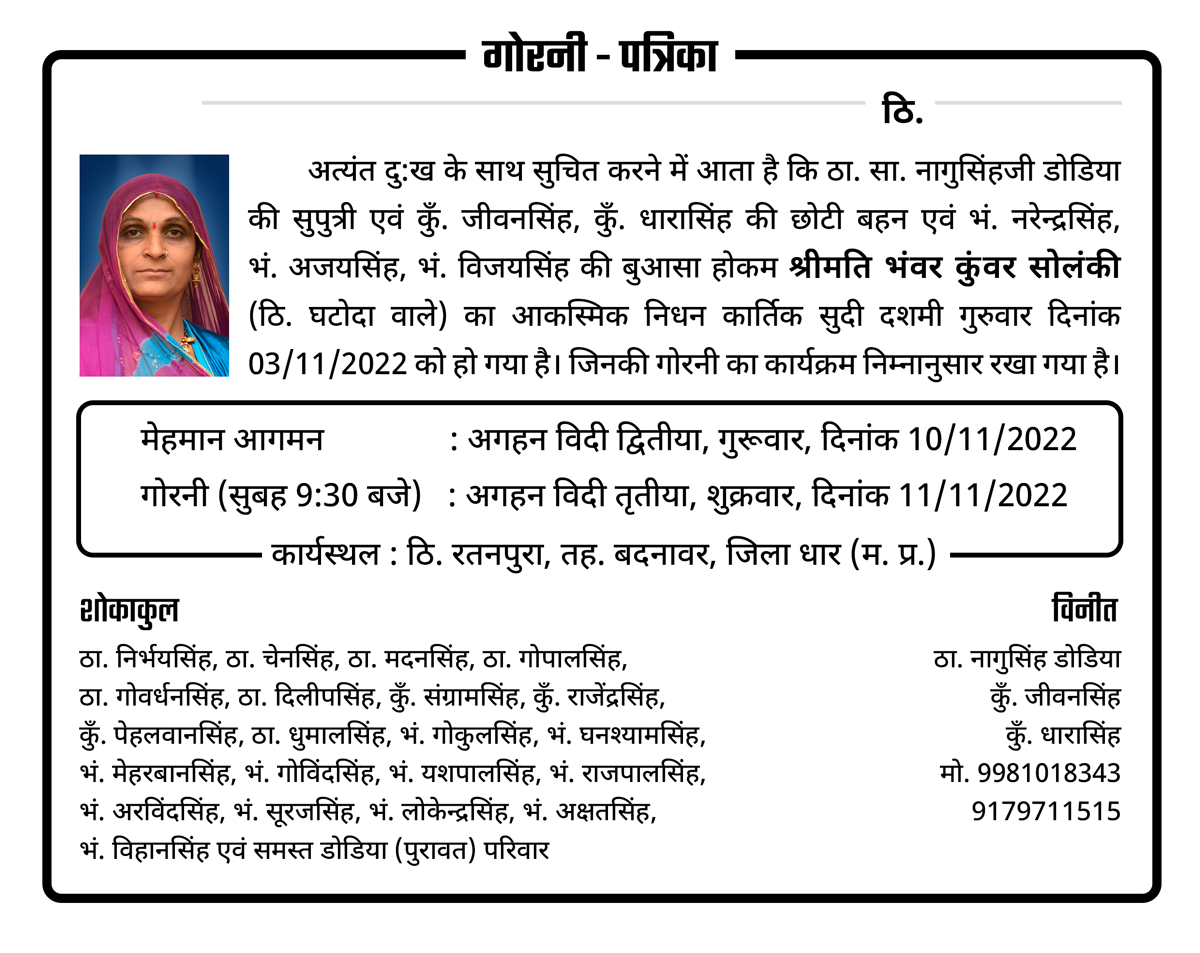 गोरनी - पत्रिका
ठि.
अत्यंत दु:ख के साथ सुचित करने में आता है कि ठा. सा. नागुसिंहजी डोडिया
की सुपुत्री एवं कुँ. जीवनसिंह, कुँ. धारासिंह की छोटी बहन एवं भं. नरेन्द्रसिंह,
भं. अजयसिंह, भं. विजयसिंह की बुआसा होकम श्रीमति भंवर कुंवर सोलंकी
(ठि. घटोदा वाले) का आकस्मिक निधन कार्तिक सुदी दशमी गुरुवार दिनांक
03/11/2022 को हो गया है। जिनकी गोरनी का कार्यक्रम निम्नानुसार रखा गया है।
मेहमान आगमन : अगहन विदी द्वितीया, गुरूवार, दिनांक 10/11/2022
गोरनी (सुबह 9:30 बजे) : अगहन विदी तृतीया, शुक्रवार, दिनांक 11/11/2022
कार्यस्थल : ठि. रतनपुरा, तह. बदनावर, जिला धार (म. प्र.)
शोकाकुल
ठा. निर्भयसिंह, ठा. चेनसिंह, ठा. मदनसिंह, ठा. गोपालसिंह,
ठा. गोवर्धनसिंह, ठा. दिलीपसिंह, कुँ. संग्रामसिंह, कुँ. राजेंद्रसिंह,
कुँ. पेहलवानसिंह, ठा. धुमालसिंह, भं. गोकुलसिंह, भं. घनश्यामसिंह,
भं. मेहरबानसिंह, भं. गोविंदसिंह, भं. यशपालसिंह, भं. राजपालसिंह,
भं. अरविंदसिंह, भं. सूरजसिंह, भं. लोकेन्द्रसिंह, भं. अक्षतसिंह,
भं. विहानसिंह एवं समस्त डोडिया (पुरावत) परिवार
विनीत
ठा. नागुसिंह डोडिया
कुँ. जीवनसिंह
कुँ. धारासिंह
मो. 9981018343
9179711515